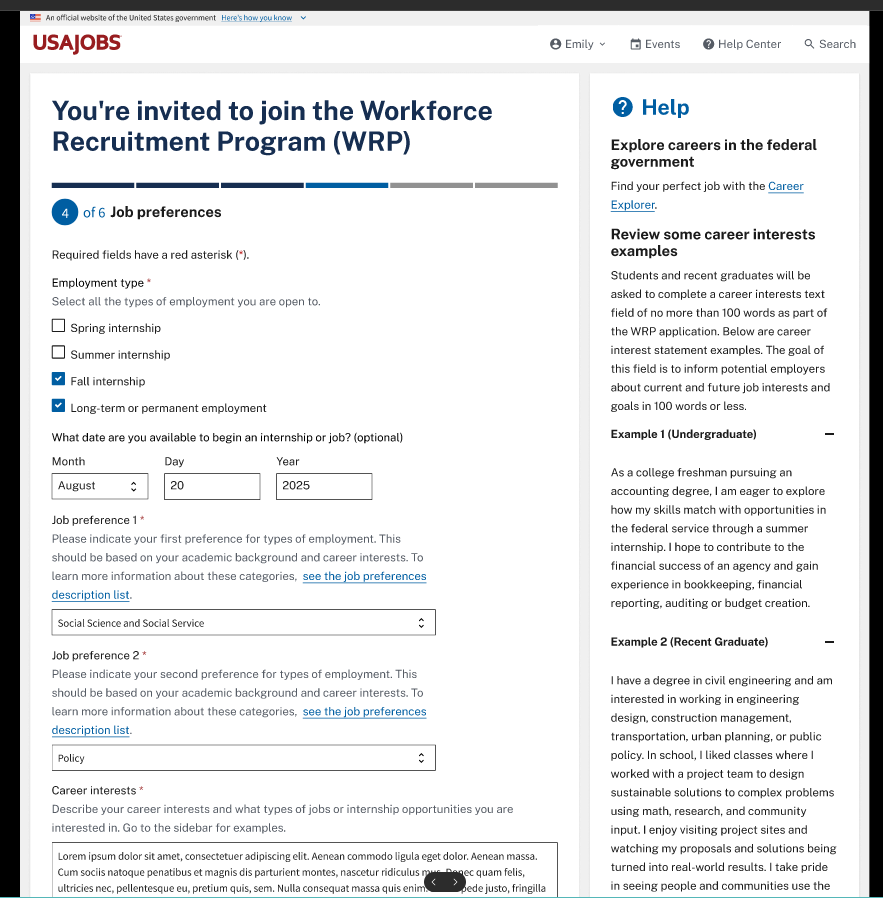 An official website of the United States government Here's how you know
USAJOBS
Emily
Events
Help Center
Search
You're invited to join the Workforce
Recruitment Program (WRP)
4 of 6 Job preferences
Required fields have a red asterisk (*).
Employment type *
Select all the types of employment you are open to.
Spring internship
Summer internship
Fall internship
Long-term or permanent employment
What date are you available to begin an internship or job? (optional)
Month Day Year
August 20 2025
Job preference 1 *
Please indicate your first preference for types of employment. This
should be based on your academic background and career interests. To
learn more information about these categories, see the job preferences
description list.
Social Science and Social Service
Job preference 2 *
Please indicate your second preference for types of employment. This
should be based on your academic background and career interests. To
learn more information about these categories, see the job preferences
description list.
Policy
Career interests *
Describe your career interests and what types of jobs or internship opportunities you are
interested in. Go to the sidebar for examples.
Lorem ipsum dolor sit amet, consectetuer adipiscing elit. Aenean commodo ligula eget dolor. Aenean massa.
Cum sociis natoque penatibus et magnis dis parturient montes, nascetur ridiculus quam felis,
ultricies nec, pellentesque eu, pretium quis, sem. Nulla consequat massa quis pede justo, fringilla
Help
Explore careers in the federal
government
Find your perfect job with the Career
Explorer.
Review some career interests
examples
Students and recent graduates will be
asked to complete a career interests text
field of no more than 100 words as part of
the WRP application. Below are career
interest statement examples. The goal of
this field is to inform potential employers
about current and future job interests and
goals in 100 words or less.
Example 1 (Undergraduate)
As a college freshman pursuing an
accounting degree, I am eager to explore
how my skills match with opportunities in
the federal service through a summer
internship. I hope to contribute to the
financial success of an agency and gain
experience in bookkeeping, financial
reporting, auditing or budget creation.
Example 2 (Recent Graduate)
I have a degree in civil engineering and am
interested in working in engineering
design, construction management,
transportation, urban planning, or public
policy. In school, I liked classes where I
worked with a project team to design
sustainable solutions to complex problems
using math, research, and community
input. I enjoy visiting project sites and
watching my proposals and solutions being
turned into real-world results. I take pride
in seeing people and communities use the